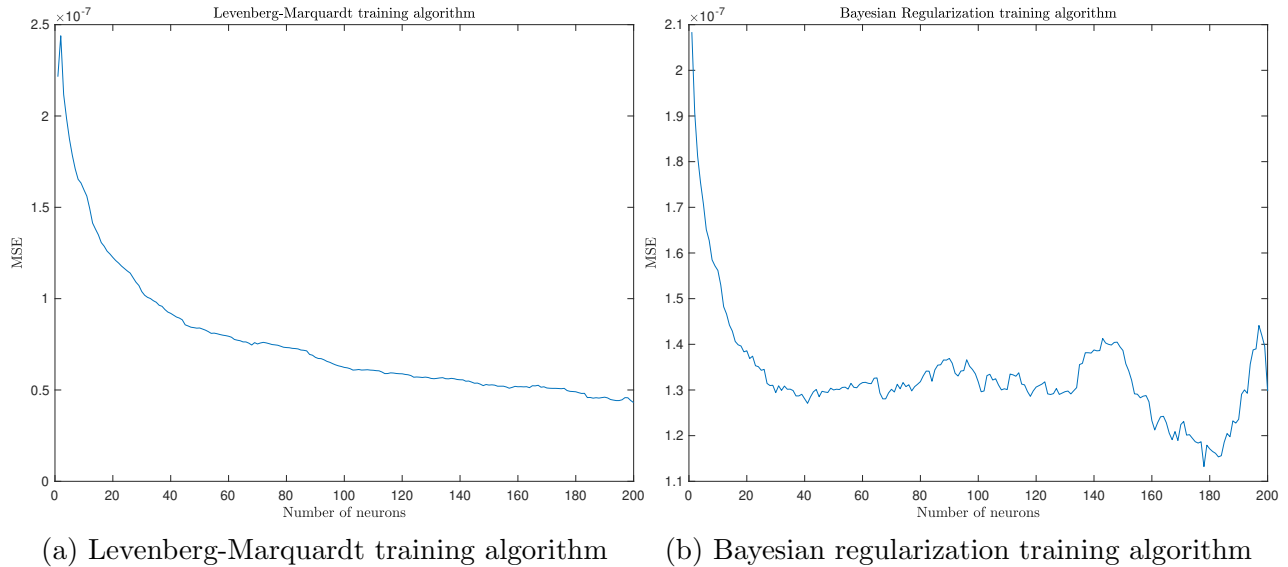 Levenberg-Marquardt training algorithm
×10⁻⁷
2.5
2
1.5
1
0.5
0
MSE
0 20 40 60 80 100 120 140 160 180 200
Number of neurons
(a) Levenberg-Marquardt training algorithm
Bayesian Regularization training algorithm
×10⁻⁷
2.1
2
1.9
1.8
1.7
1.6
1.5
1.4
1.3
1.2
1.1
MSE
0 20 40 60 80 100 120 140 160 180 200
Number of neurons
(b) Bayesian regularization training algorithm